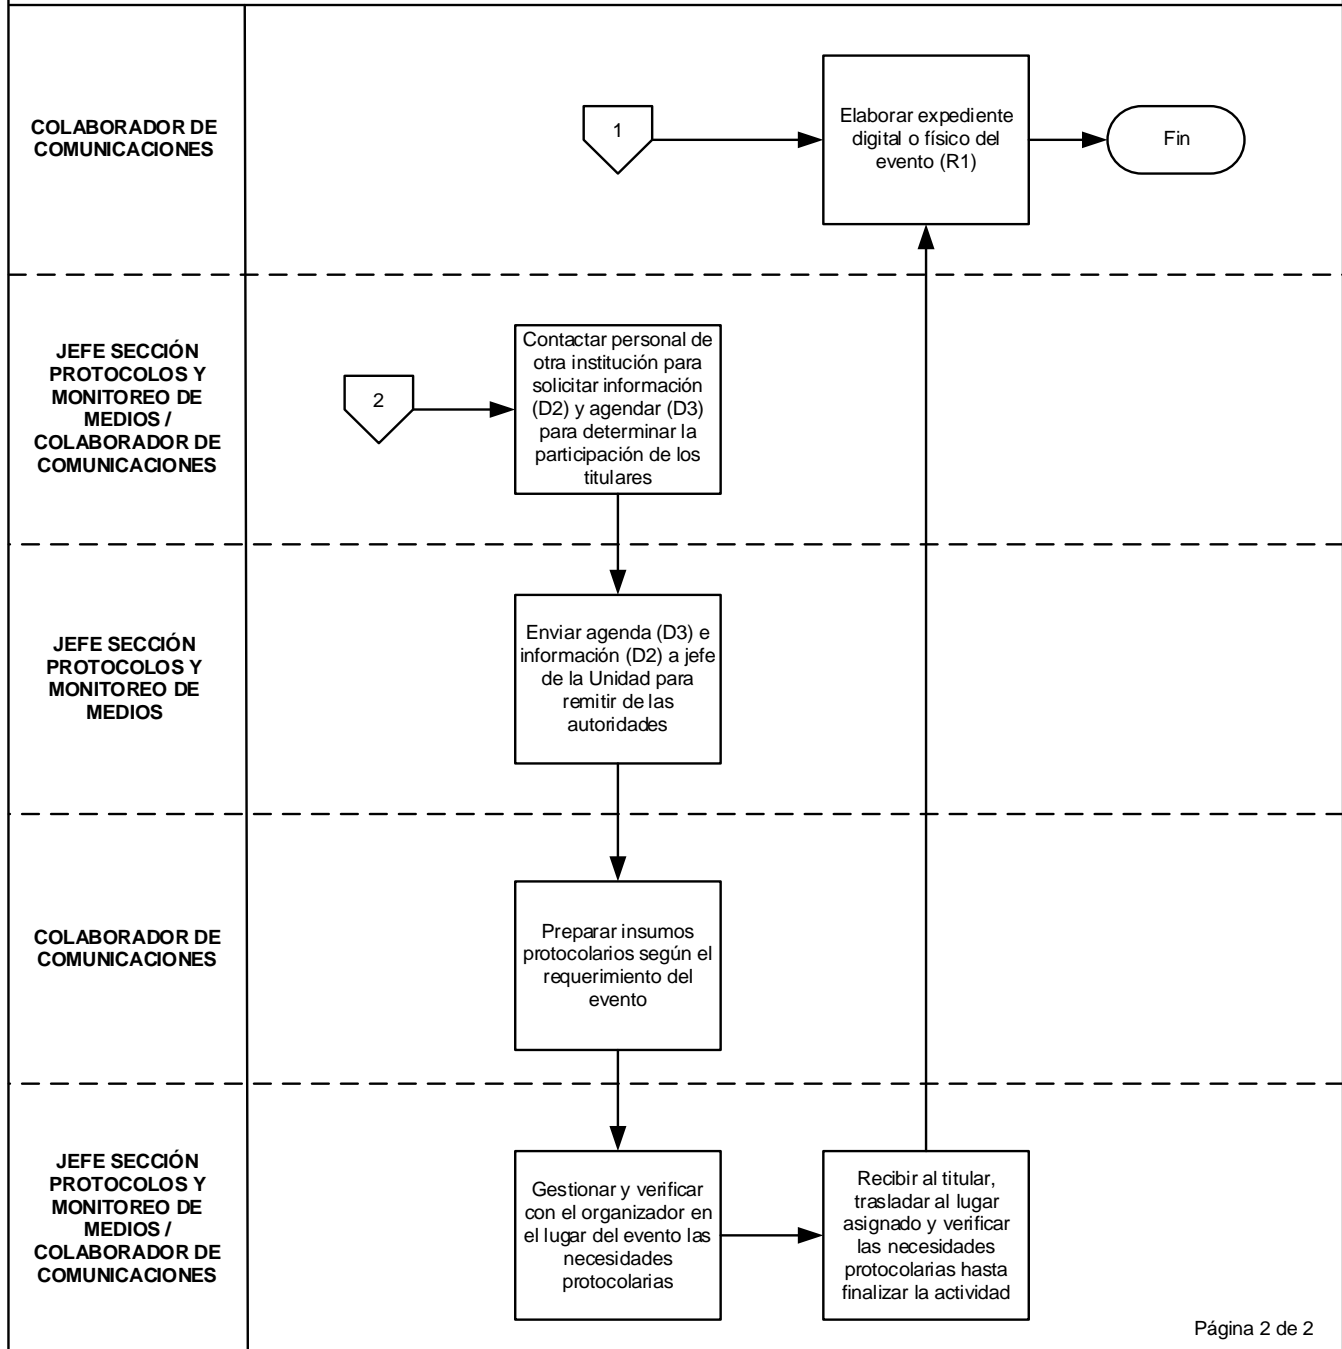 COLABORADOR DE
COMUNICACIONES
1
Elaborar expediente
digital o físico del
evento (R1)
Fin
JEFE SECCIÓN
PROTOCOLOS Y
MONITOREO DE
MEDIOS /
COLABORADOR DE
COMUNICACIONES
2
Contactar personal de
otra institución para
solicitar información
(D2) y agendar (D3)
para determinar la
participación de los
titulares
JEFE SECCIÓN
PROTOCOLOS Y
MONITOREO DE
MEDIOS
Enviar agenda (D3) e
información (D2) a jefe
de la Unidad para
remitir de las
autoridades
COLABORADOR DE
COMUNICACIONES
Preparar insumos
protocolarios según el
requerimiento del
evento
JEFE SECCIÓN
PROTOCOLOS Y
MONITOREO DE
MEDIOS /
COLABORADOR DE
COMUNICACIONES
Gestionar y verificar
con el organizador en
el lugar del evento las
necesidades
protocolarias
Recibir al titular,
trasladar al lugar
asignado y verificar
las necesidades
protocolarias hasta
finalizar la actividad
Página 2 de 2